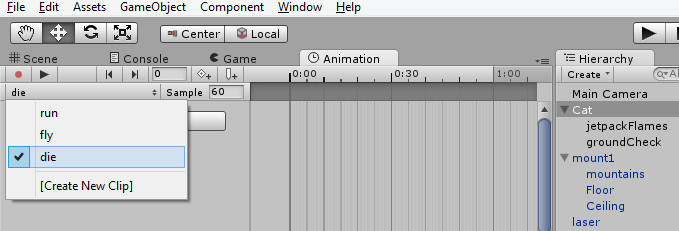 File Edit Assets GameObject Component Window Help
Center Local
Scene Console Game Animation Hierarchy
0 0:00 0:30 1:00 Create All
die Sample 60 Main Camera
run Cat
fly jetpackFlames
die groundCheck
mount1
mountains
[Create New Clip] Floor
Ceiling
laser